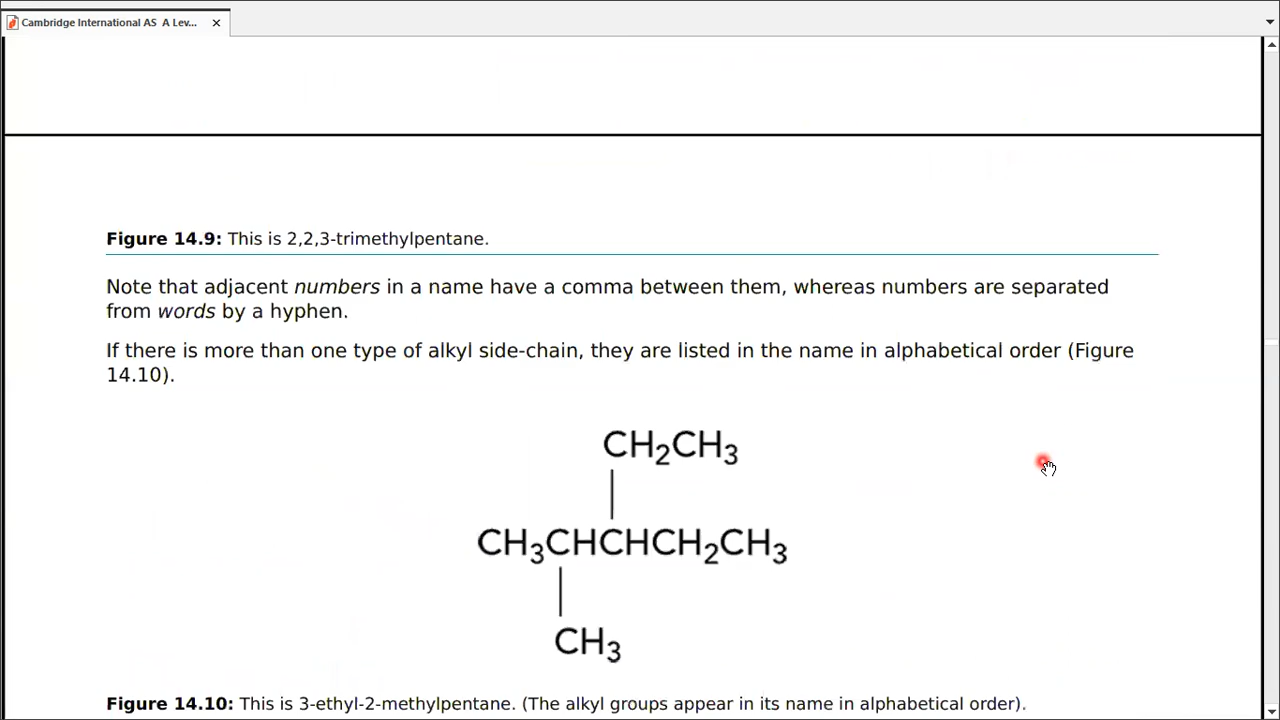 Cambridge International AS  A Lev...
Figure 14.9: This is 2,2,3-trimethylpentane.
Note that adjacent numbers in a name have a comma between them, whereas numbers are separated
from words by a hyphen.
If there is more than one type of alkyl side-chain, they are listed in the name in alphabetical order (Figure
14.10).
CH₂CH₃
CH₃CHCHCH₂CH₃
CH₃
Figure 14.10: This is 3-ethyl-2-methylpentane. (The alkyl groups appear in its name in alphabetical order).